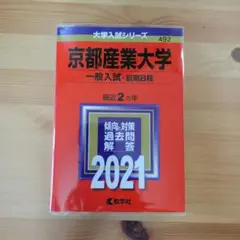 大学入試シリーズ
492
京都産業大学
一般入試〈前期日程〉
最近2カ年
傾向と対策
過去問
解答
2021
教学社